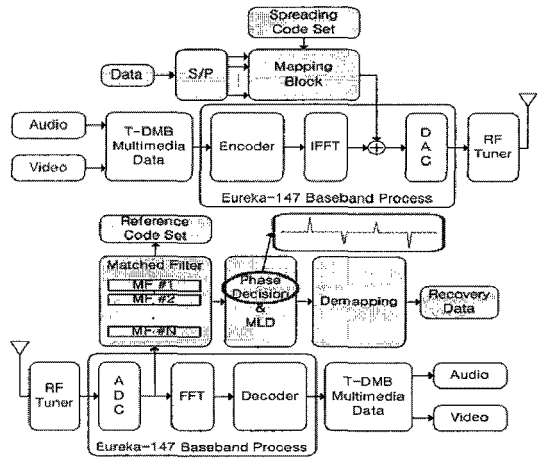 Spreading
Code Set
Data
S/P
Mapping
Block
Audio
Video
T-DMB
Multimedia
Data
Encoder
IFFT
D
A
C
RF
Tuner
Eureka-147 Baseband Process
Reference
Code Set
Matched Filter
MF #1
MF #2
MF #N
Phase
Decision
&
MLD
Demapping
Recovery
Data
RF
Tuner
A
D
C
FFT
Decoder
T-DMB
Multimedia
Data
Audio
Video
Eureka-147 Baseband Process